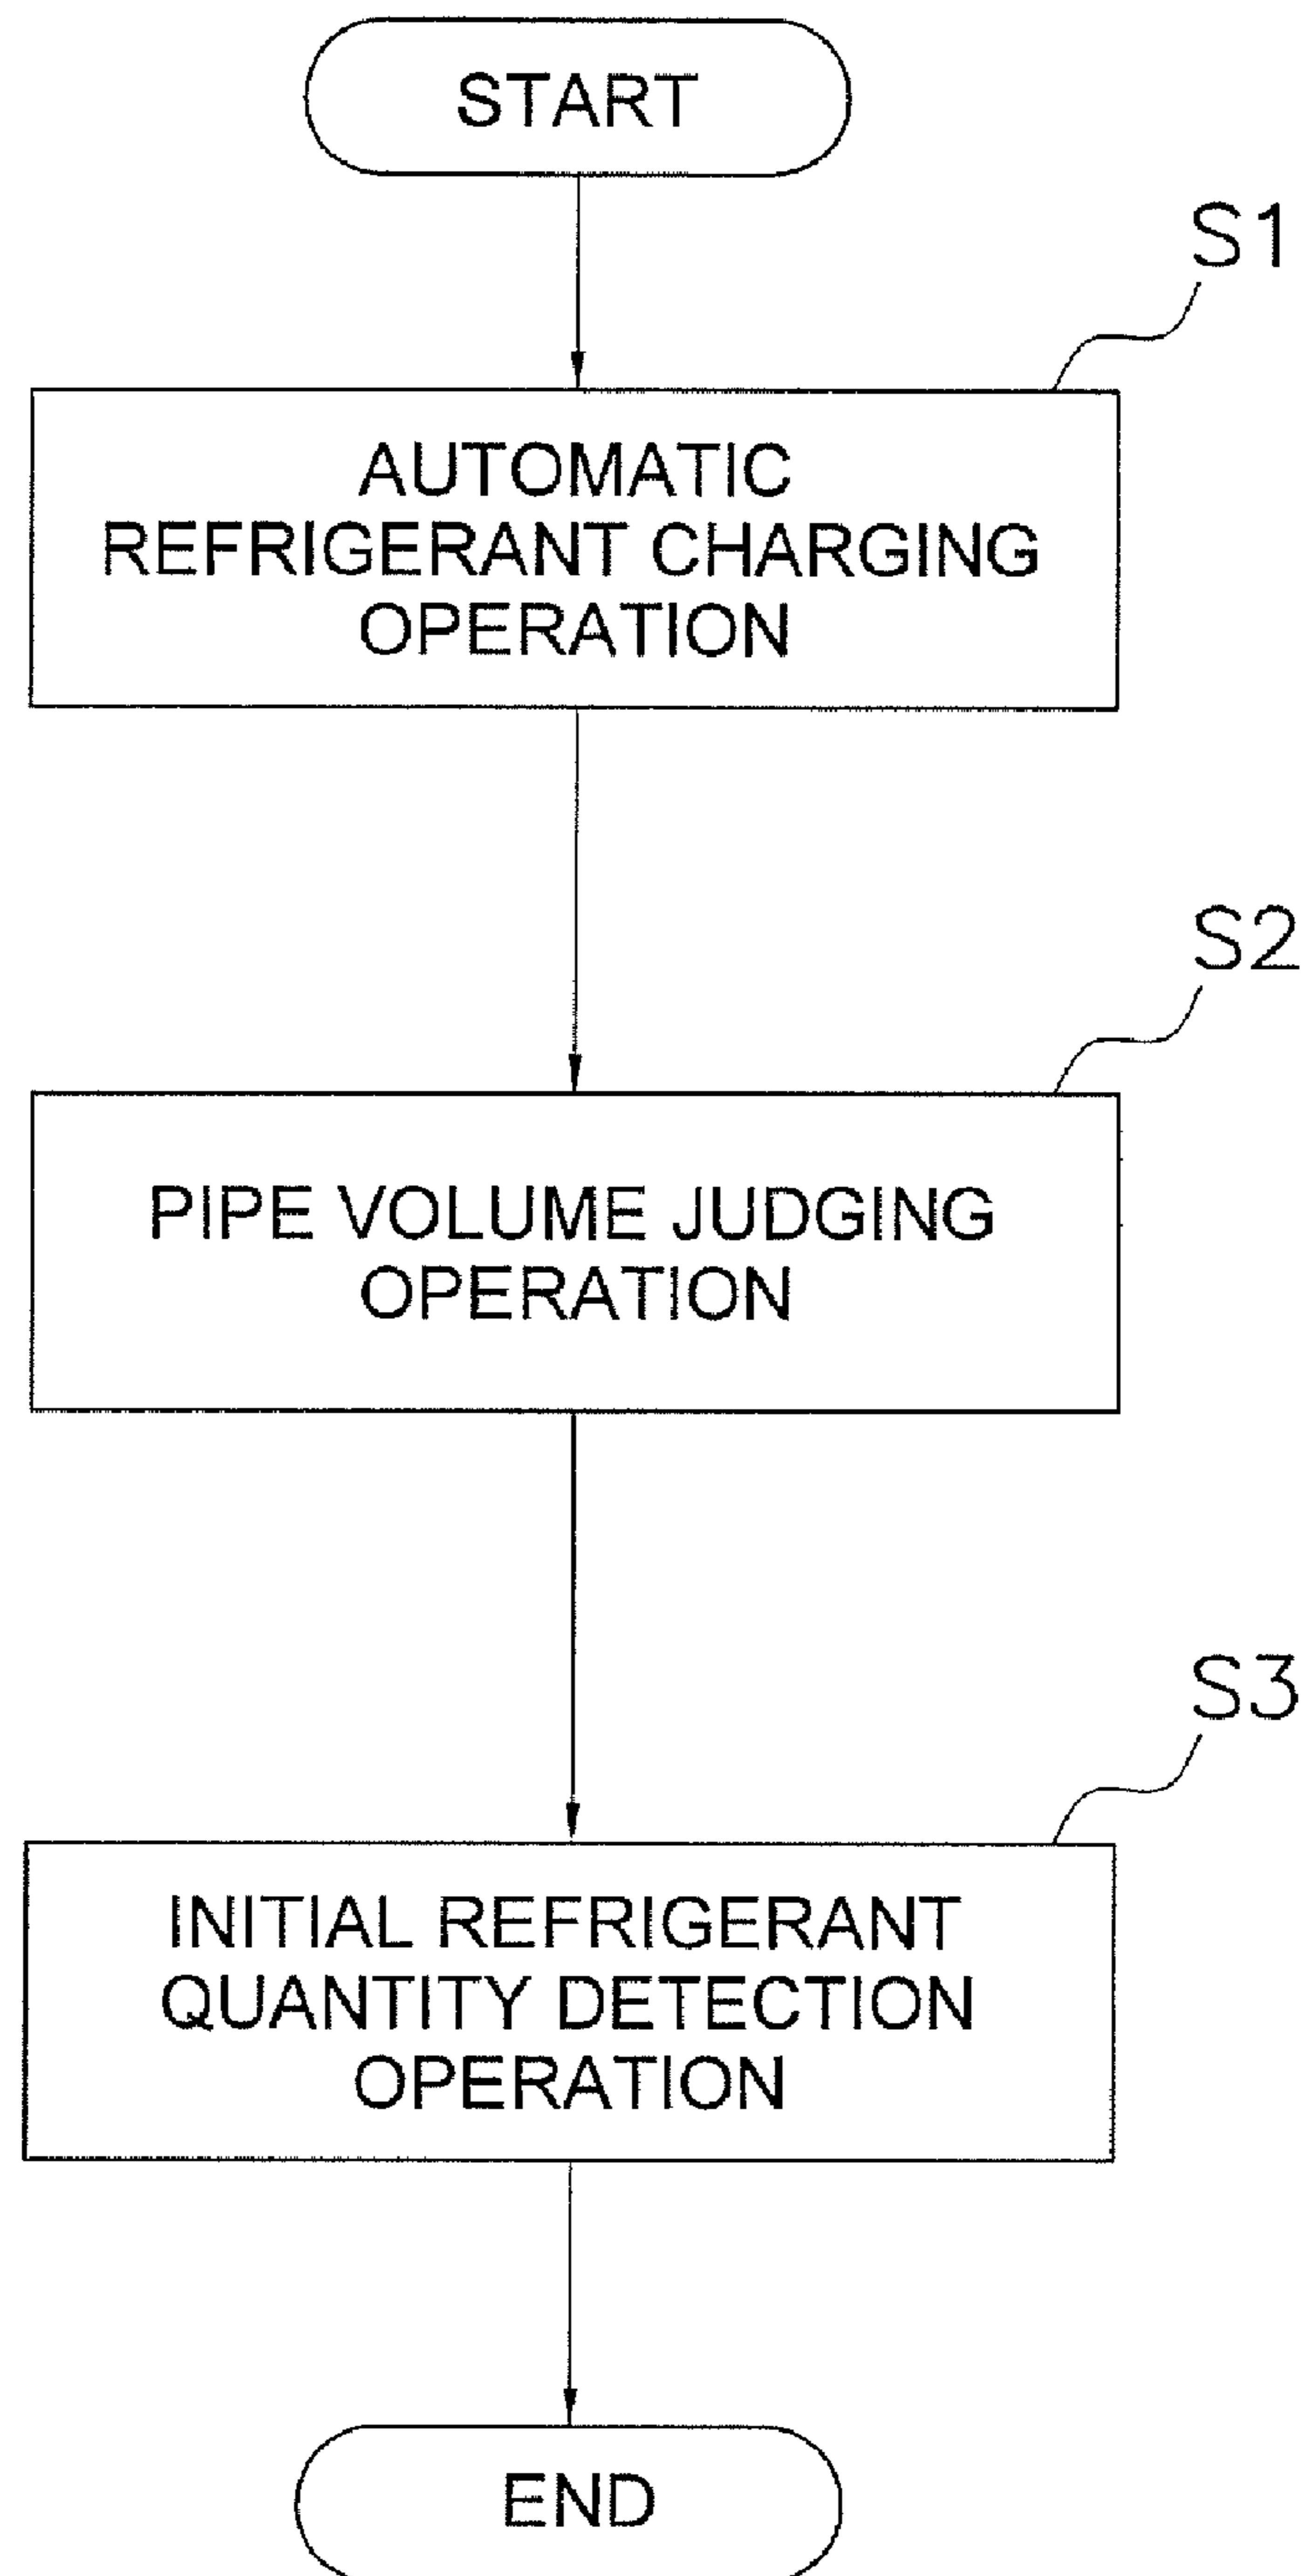 START
S1
AUTOMATIC
REFRIGERANT CHARGING
OPERATION
S2
PIPE VOLUME JUDGING
OPERATION
S3
INITIAL REFRIGERANT
QUANTITY DETECTION
OPERATION
END